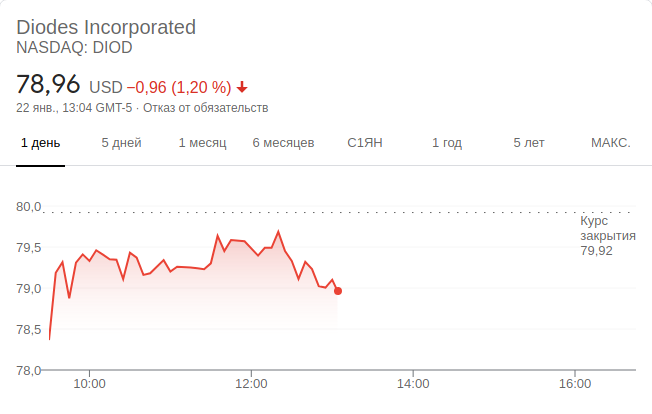 Diodes Incorporated
NASDAQ: DIOD
78,96 USD −0,96 (1,20 %)
22 янв., 13:04 GMT-5 · Отказ от обязательств
1 день 5 дней 1 месяц 6 месяцев С1ЯН 1 год 5 лет МАКС.
80,0
Курс
закрытия
79,92
79,5
79,0
78,5
78,0
10:00 12:00 14:00 16:00